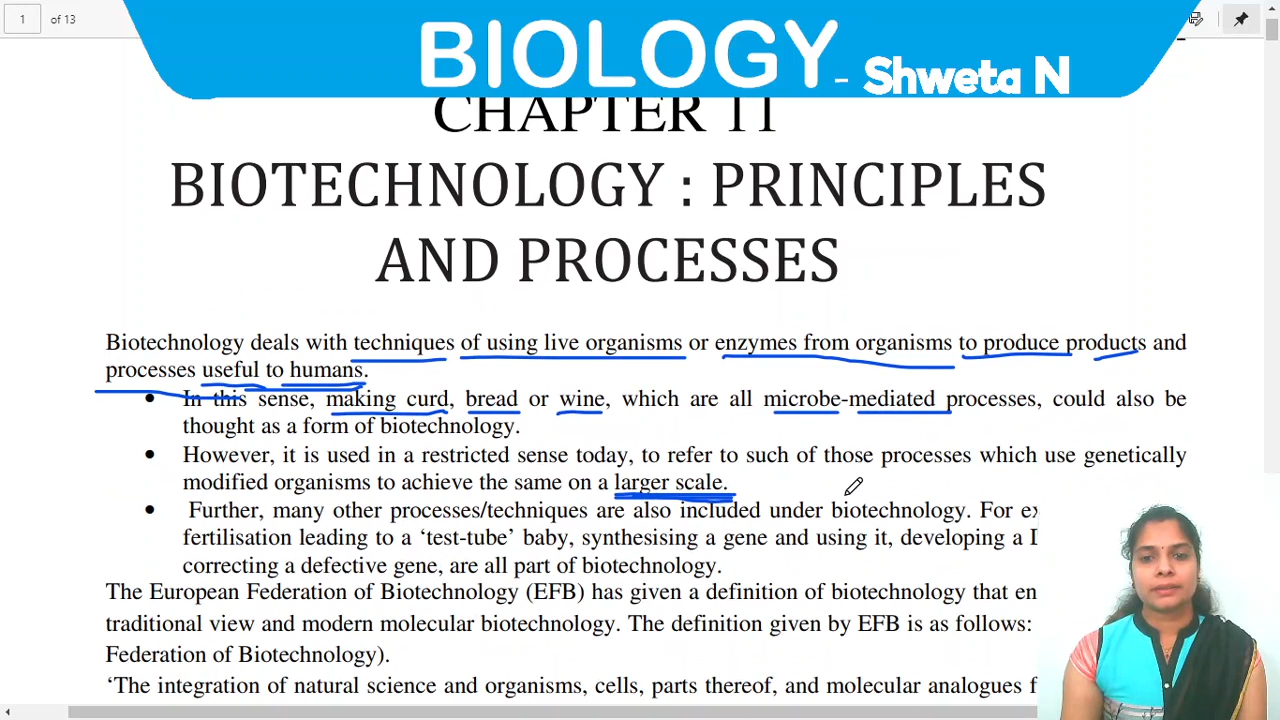 1 of 13
BIOLOGY - Shweta N
CHAPTER 11
BIOTECHNOLOGY : PRINCIPLES
AND PROCESSES
Biotechnology deals with techniques of using live organisms or enzymes from organisms to produce products and
processes useful to humans.
• In this sense, making curd, bread or wine, which are all microbe-mediated processes, could also be
thought as a form of biotechnology.
• However, it is used in a restricted sense today, to refer to such of those processes which use genetically
modified organisms to achieve the same on a larger scale.
• Further, many other processes/techniques are also included under biotechnology. For
fertilisation leading to a ‘test-tube’ baby, synthesising a gene and using it, developing a
correcting a defective gene, are all part of biotechnology.
The European Federation of Biotechnology (EFB) has given a definition of biotechnology that
traditional view and modern molecular biotechnology. The definition given by EFB is as follows:
Federation of Biotechnology).
‘The integration of natural science and organisms, cells, parts thereof, and molecular analogues